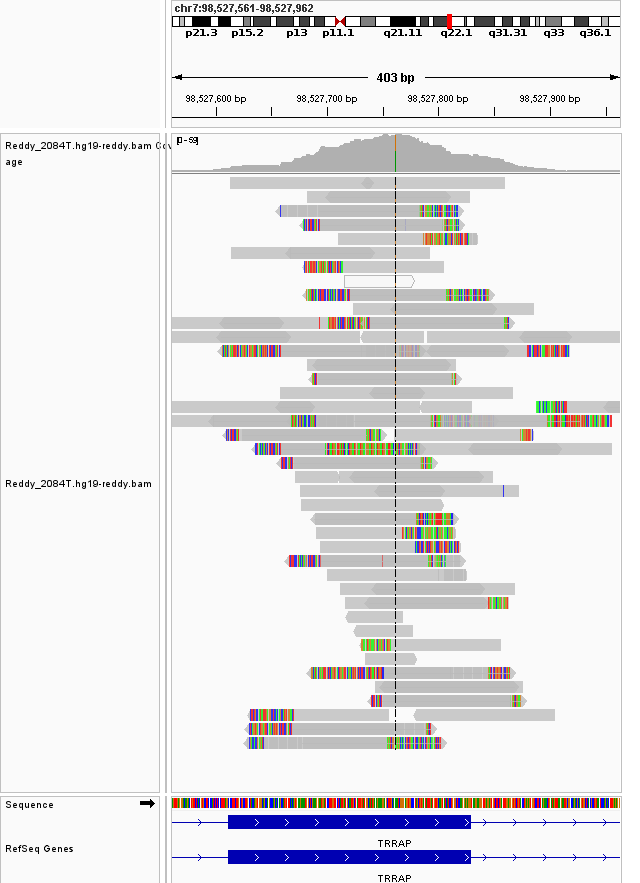 chr7:98,527,561-98,527,962
p21.3 p15.2 p13 p11.1 q21.11 q22.1 q31.31 q33 q36.1
403 bp
98,527,600 bp 98,527,700 bp 98,527,800 bp 98,527,900 bp
[0-59]
Reddy_2084T.hg19-reddy.bam Cov
age
Reddy_2084T.hg19-reddy.bam
Sequence
TRRAP
RefSeq Genes
TRRAP